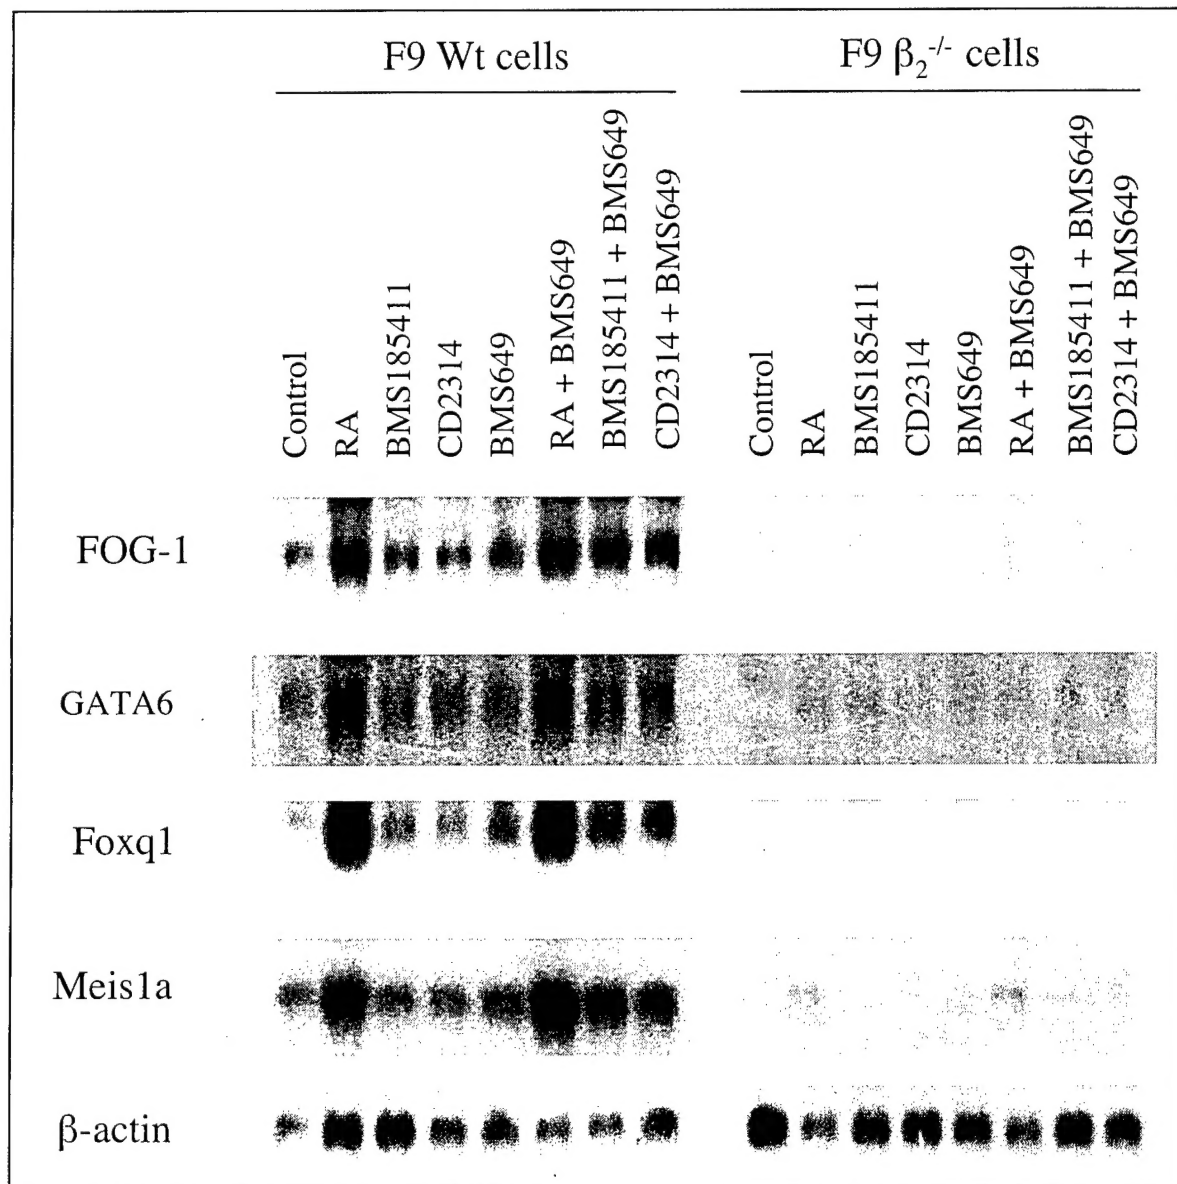 F9 Wt cells
F9 β₂⁻/⁻ cells
Control
RA
BMS185411
CD2314
BMS649
RA + BMS649
BMS185411 + BMS649
CD2314 + BMS649
Control
RA
BMS185411
CD2314
BMS649
RA + BMS649
BMS185411 + BMS649
CD2314 + BMS649
FOG-1
GATA6
Foxq1
Meis1a
β-actin